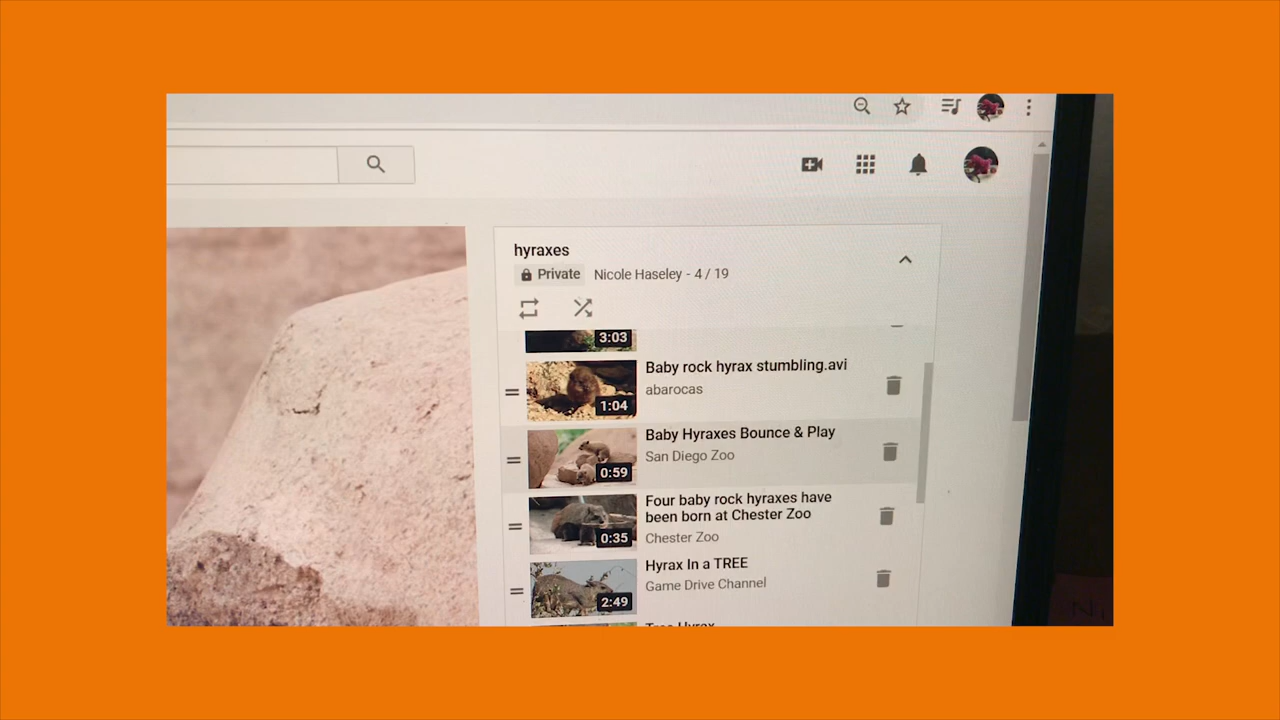 hyraxes
Private Nicole Haseley - 4 / 19
3:03
Baby rock hyrax stumbling.avi
abarocas
1:04
Baby Hyraxes Bounce & Play
San Diego Zoo
0:59
Four baby rock hyraxes have
been born at Chester Zoo
Chester Zoo
0:35
Hyrax In a TREE
Game Drive Channel
2:49
Tree Hyrax